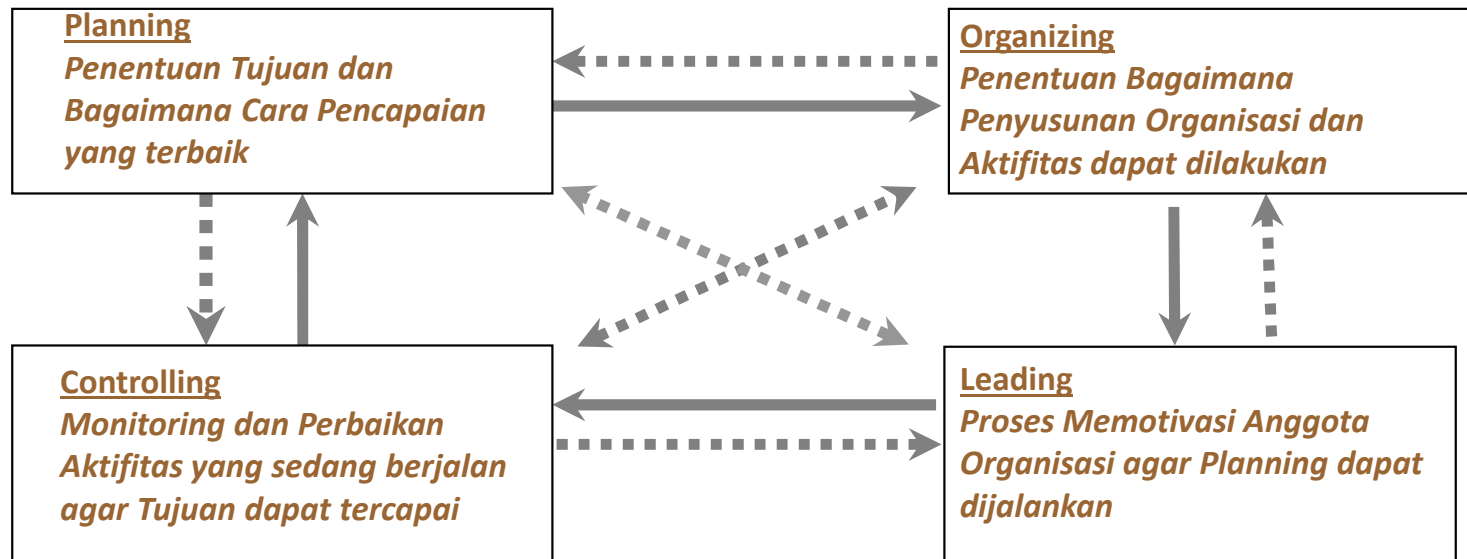 Planning
Penentuan Tujuan dan
Bagaimana Cara Pencapaian
yang terbaik
Organizing
Penentuan Bagaimana
Penyusunan Organisasi dan
Aktifitas dapat dilakukan
Controlling
Monitoring dan Perbaikan
Aktifitas yang sedang berjalan
agar Tujuan dapat tercapai
Leading
Proses Memotivasi Anggota
Organisasi agar Planning dapat
dijalankan